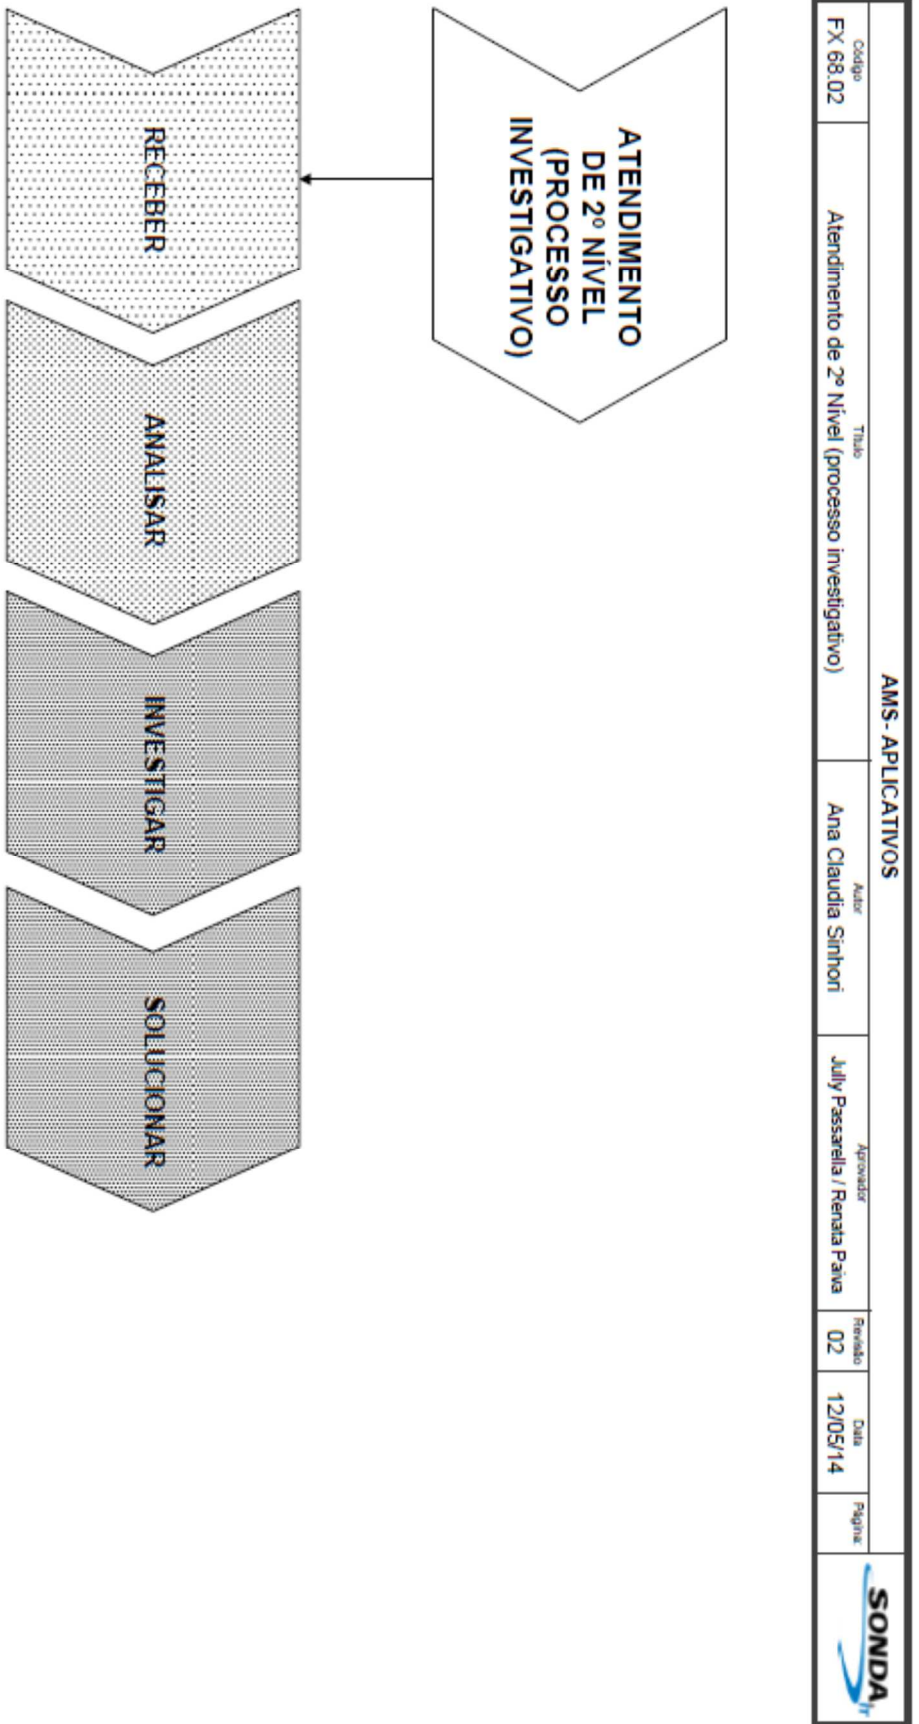 AMS- APLICATIVOS
Código
FX 68.02
Título
Atendimento de 2º Nível (processo investigativo)
Autor
Ana Claudia Sinhori
Aprovador
Jully Passarella / Renata Paiva
Revisão
02
Data
12/05/14
Página:
SONDA
ATENDIMENTO
DE 2º NÍVEL
(PROCESSO
INVESTIGATIVO)
RECEBER
ANALISAR
INVESTIGAR
SOLUCIONAR